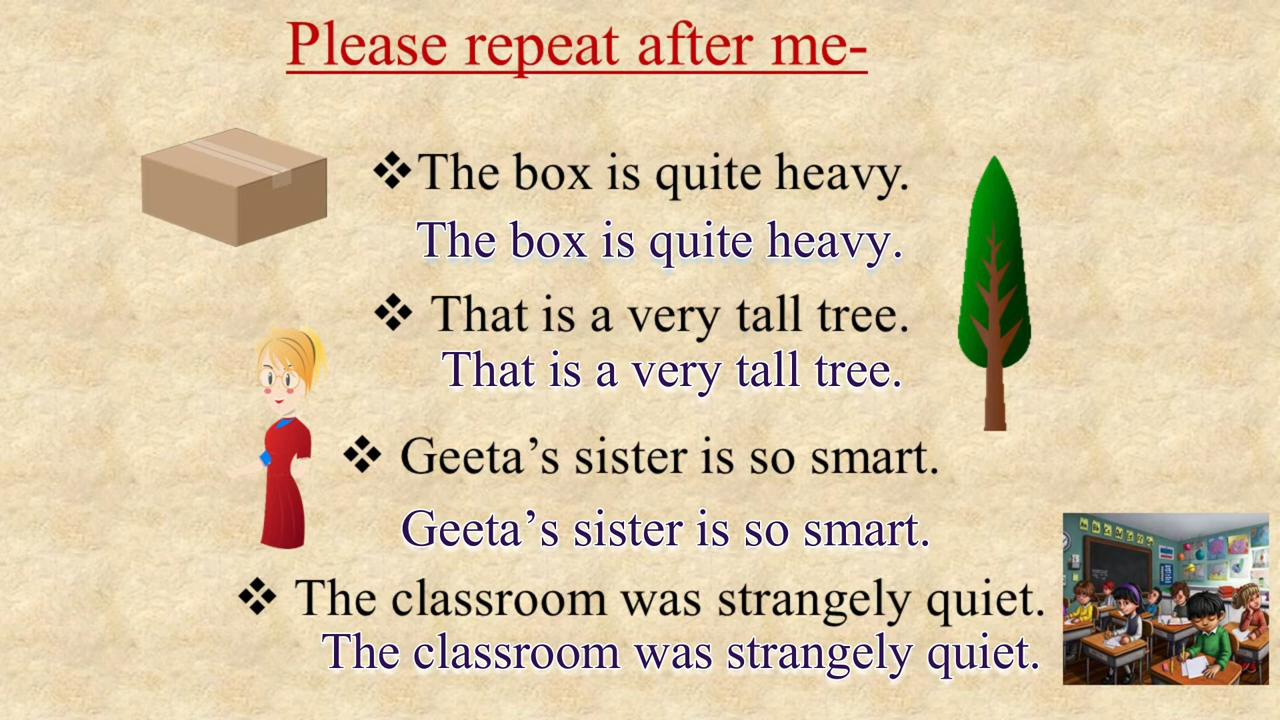 Please repeat after me-
❖The box is quite heavy.
The box is quite heavy.
❖ That is a very tall tree.
That is a very tall tree.
❖ Geeta’s sister is so smart.
Geeta’s sister is so smart.
❖ The classroom was strangely quiet.
The classroom was strangely quiet.